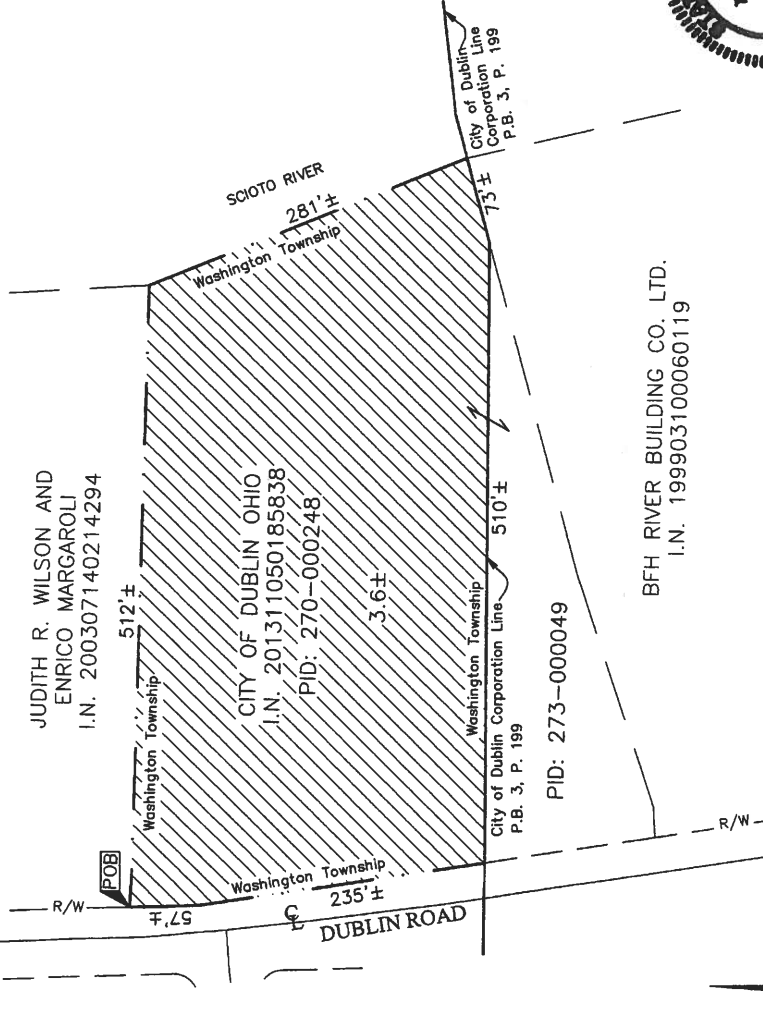 City of Dublin
Corporation Line
P.B. 3, P. 199
STA
SCIOTO RIVER
281'±
Washington Township
73'±
JUDITH R. WILSON AND
ENRICO MARGAROLI
I.N. 200307140214294
512'±
Washington Township
CITY OF DUBLIN OHIO
I.N. 201311050185838
PID: 270-000248
3.6±
510'±
Washington Township
City of Dublin Corporation Line
P.B. 3, P. 199
PID: 273-000049
BFH RIVER BUILDING CO. LTD.
I.N. 199903100060119
POB
R/W
57'±
Washington Township
235'±
CL
DUBLIN ROAD
R/W